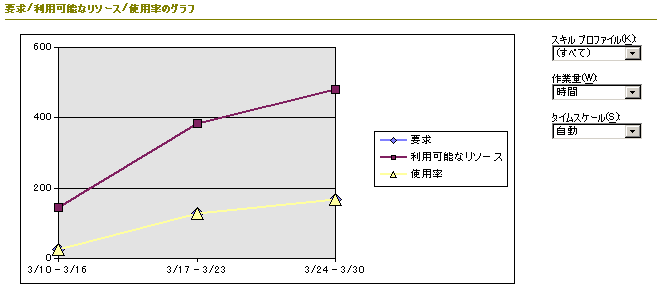 要求/利用可能なリソース/使用率のグラフ
スキル プロファイル(K):
(すべて)
作業量(W):
時間
タイムスケール(S):
自動
600
400
200
0
3/10 - 3/16
3/17 - 3/23
3/24 - 3/30
要求
利用可能なリソース
使用率